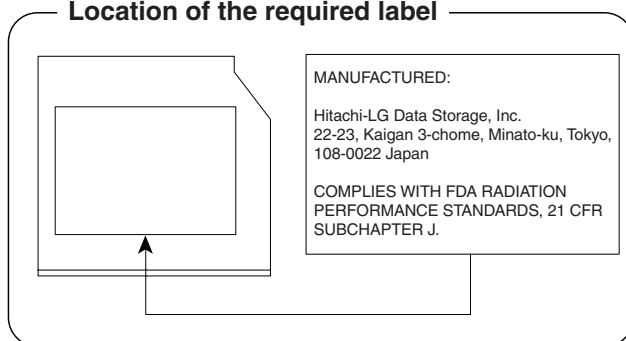 Location of the required label
MANUFACTURED:
Hitachi-LG Data Storage, Inc.
22-23, Kaigan 3-chome, Minato-ku, Tokyo,
108-0022 Japan
COMPLIES WITH FDA RADIATION
PERFORMANCE STANDARDS, 21 CFR
SUBCHAPTER J.